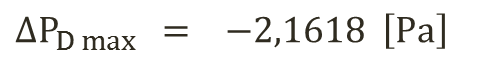 ΔP_D max = −2,1618 [Pa]